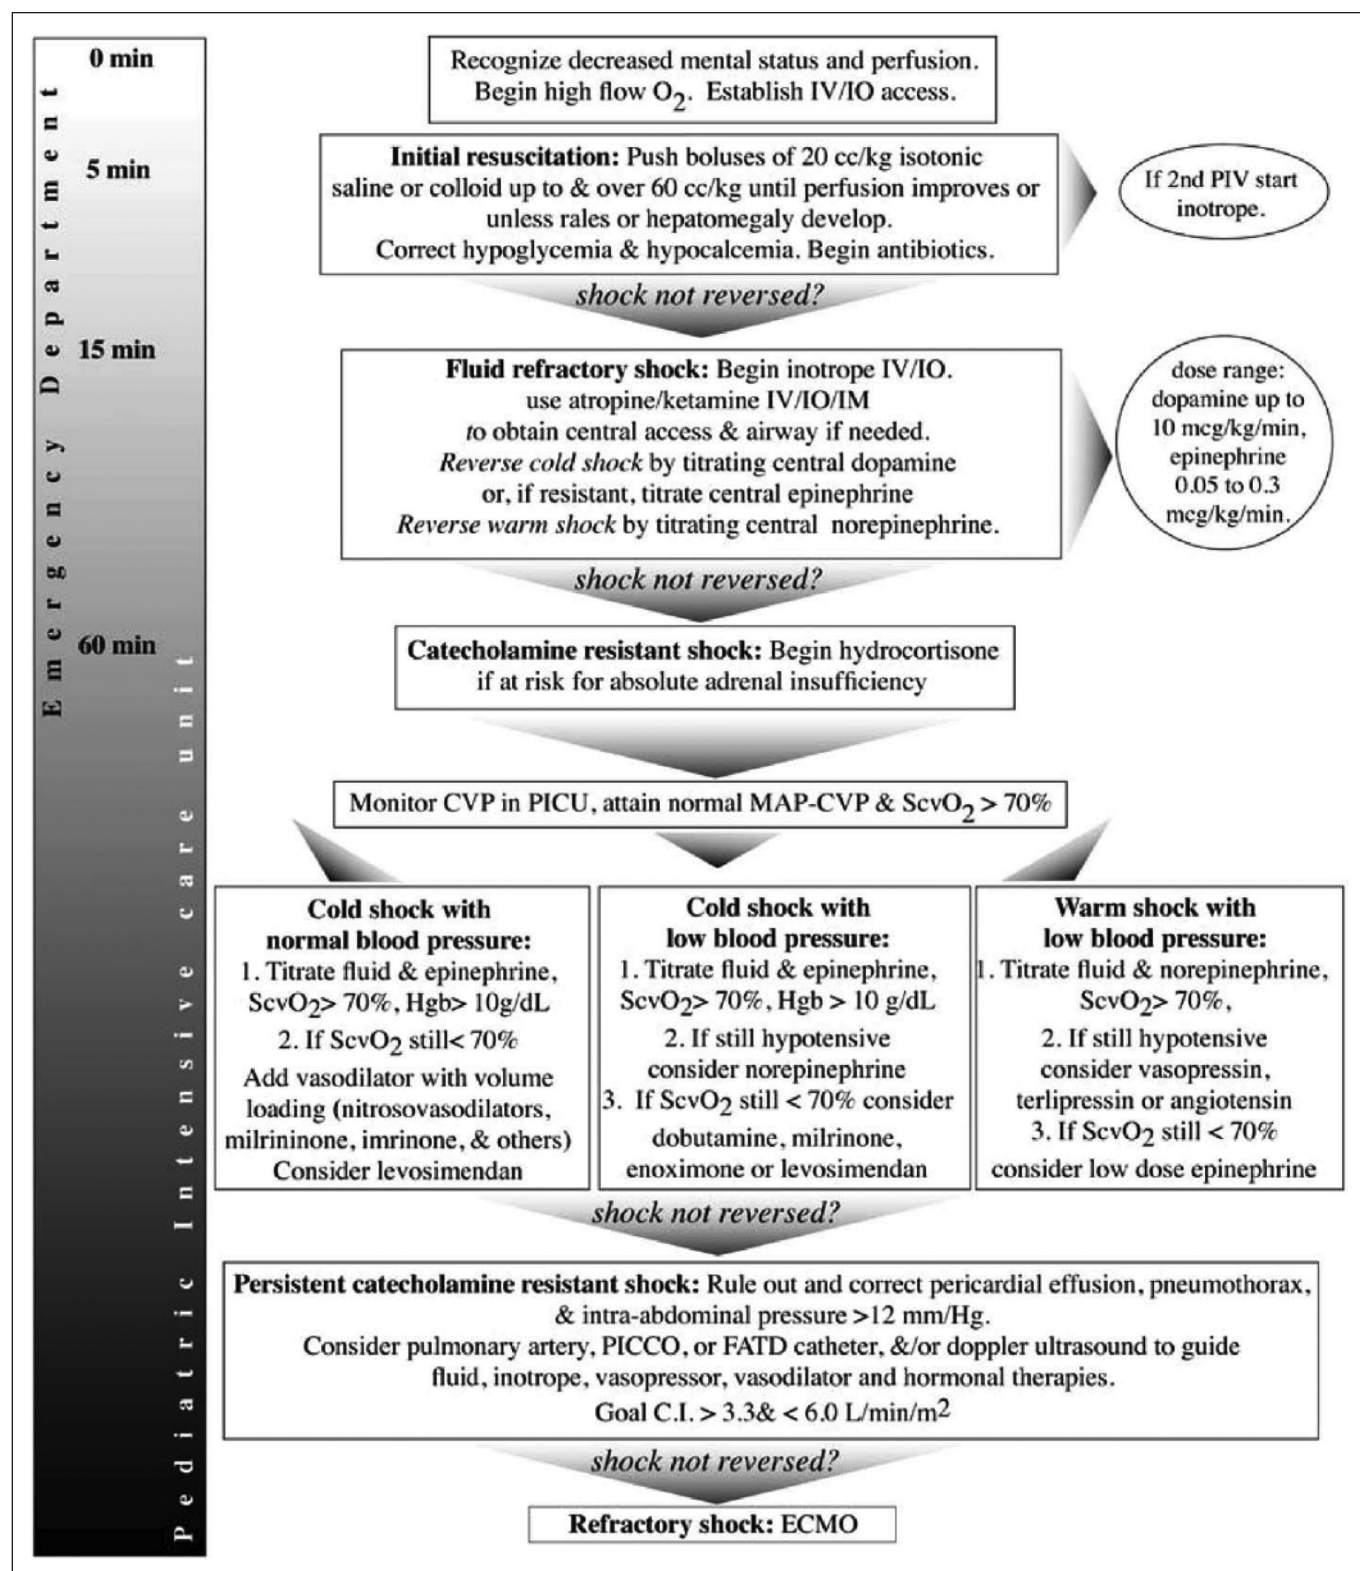 0 min
Recognize decreased mental status and perfusion.
Begin high flow O2. Establish IV/IO access.
5 min
Initial resuscitation: Push boluses of 20 cc/kg isotonic
saline or colloid up to & over 60 cc/kg until perfusion improves or
unless rales or hepatomegaly develop.
Correct hypoglycemia & hypocalcemia. Begin antibiotics.
If 2nd PIV start
inotrope.
shock not reversed?
15 min
Fluid refractory shock: Begin inotrope IV/IO.
use atropine/ketamine IV/IO/IM
to obtain central access & airway if needed.
Reverse cold shock by titrating central dopamine
or, if resistant, titrate central epinephrine
Reverse warm shock by titrating central norepinephrine.
dose range:
dopamine up to
10 mcg/kg/min,
epinephrine
0.05 to 0.3
mcg/kg/min.
shock not reversed?
60 min
Emergency Department
Catecholamine resistant shock: Begin hydrocortisone
if at risk for absolute adrenal insufficiency
Monitor CVP in PICU, attain normal MAP-CVP & ScvO2 > 70%
Cold shock with
normal blood pressure:
1. Titrate fluid & epinephrine,
ScvO2> 70%, Hgb> 10g/dL
2. If ScvO2 still< 70%
Add vasodilator with volume
loading (nitrosovasodilators,
milrininone, imrinone, & others)
Consider levosimendan
Cold shock with
low blood pressure:
1. Titrate fluid & epinephrine,
ScvO2> 70%, Hgb > 10 g/dL
2. If still hypotensive
consider norepinephrine
3. If ScvO2 still < 70% consider
dobutamine, milrinone,
enoximone or levosimendan
Warm shock with
low blood pressure:
1. Titrate fluid & norepinephrine,
ScvO2> 70%,
2. If still hypotensive
consider vasopressin,
terlipressin or angiotensin
3. If ScvO2 still < 70%
consider low dose epinephrine
shock not reversed?
Persistent catecholamine resistant shock: Rule out and correct pericardial effusion, pneumothorax,
& intra-abdominal pressure >12 mm/Hg.
Consider pulmonary artery, PICCO, or FATD catheter, &/or doppler ultrasound to guide
fluid, inotrope, vasopressor, vasodilator and hormonal therapies.
Goal C.I. > 3.3& < 6.0 L/min/m2
shock not reversed?
Refractory shock: ECMO
Pediatric Intensive care unit